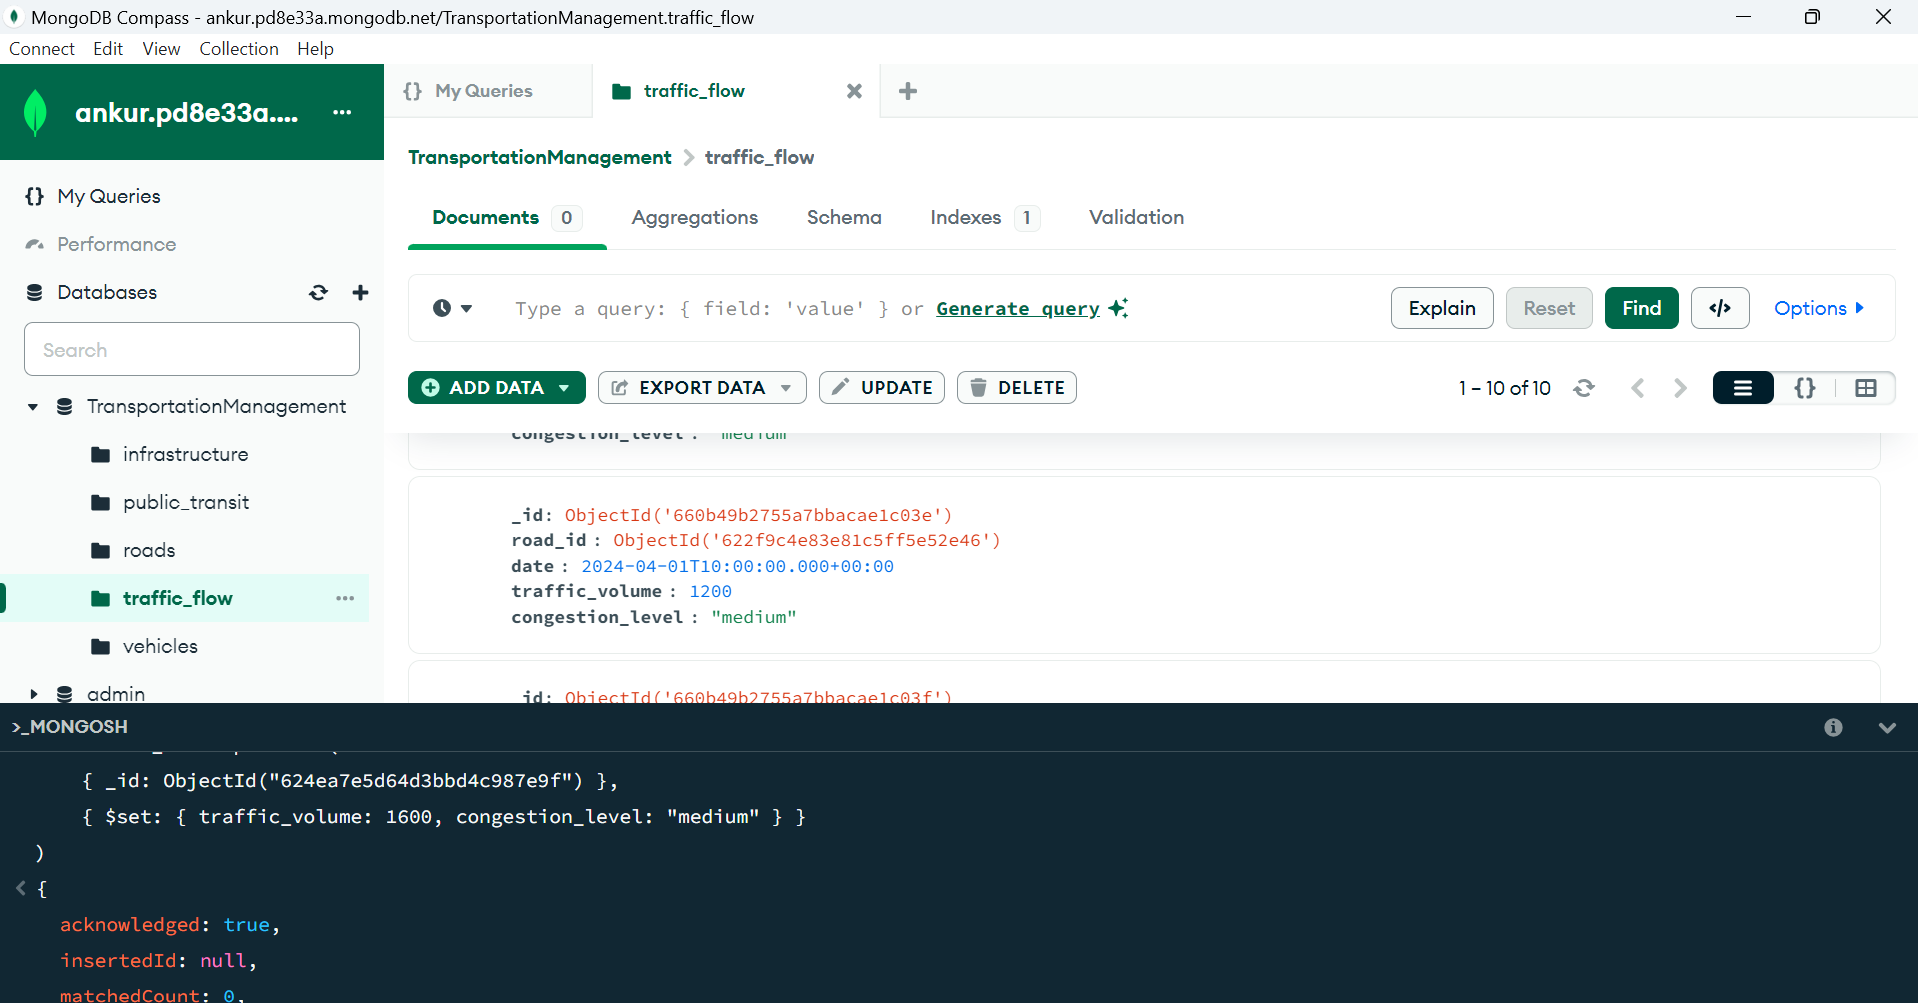 MongoDB Compass - ankur.pd8e33a.mongodb.net/TransportationManagement.traffic_flow
Connect Edit View Collection Help
ankur.pd8e33a.... ···
{} My Queries
traffic_flow
TransportationManagement > traffic_flow
{} My Queries
Performance
Databases
Search
TransportationManagement
infrastructure
public_transit
roads
traffic_flow ···
vehicles
admin
Documents 0 Aggregations Schema Indexes 1 Validation
Type a query: { field: 'value' } or Generate query
Explain Reset Find </> Options
ADD DATA EXPORT DATA UPDATE DELETE
1 – 10 of 10 {}
congestion_level : "medium"
_id: ObjectId('660b49b2755a7bbacae1c03e')
road_id : ObjectId('622f9c4e83e81c5ff5e52e46')
date : 2024-04-01T10:00:00.000+00:00
traffic_volume : 1200
congestion_level : "medium"
_id: ObjectId('660b49b2755a7bbacae1c03f')
>_MONGOSH
{ _id: ObjectId("624ea7e5d64d3bbd4c987e9f") },
{ $set: { traffic_volume: 1600, congestion_level: "medium" } }
)
< {
acknowledged: true,
insertedId: null,
matchedCount: 0,